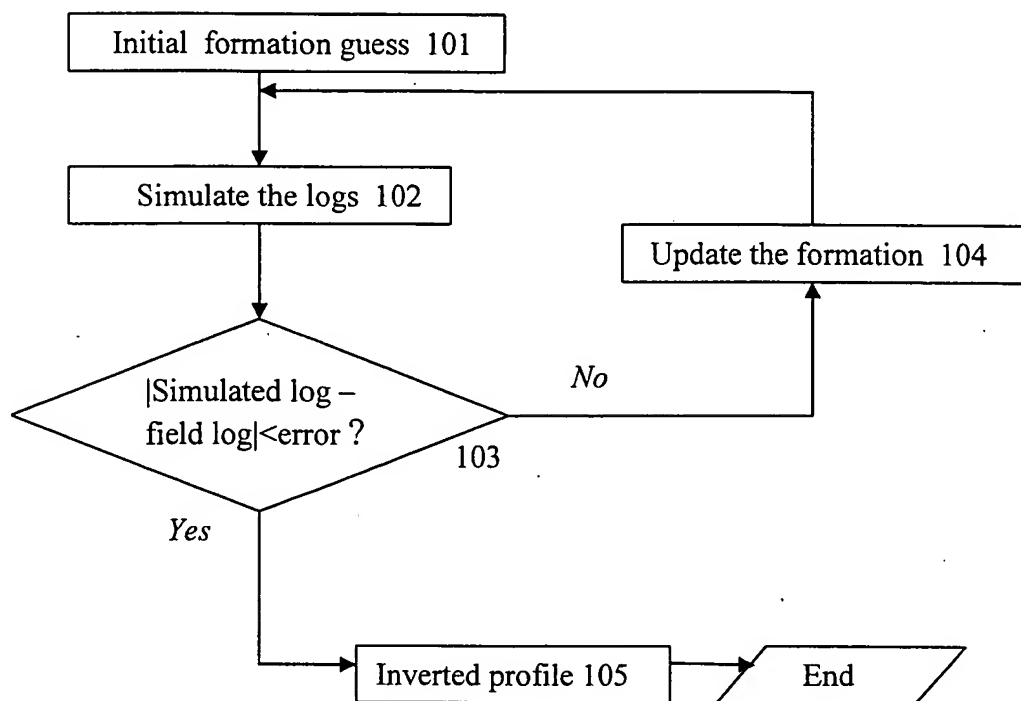 Initial formation guess 101
Simulate the logs 102
Update the formation 104
|Simulated log –
field log|<error ?
No
103
Yes
Inverted profile 105
End